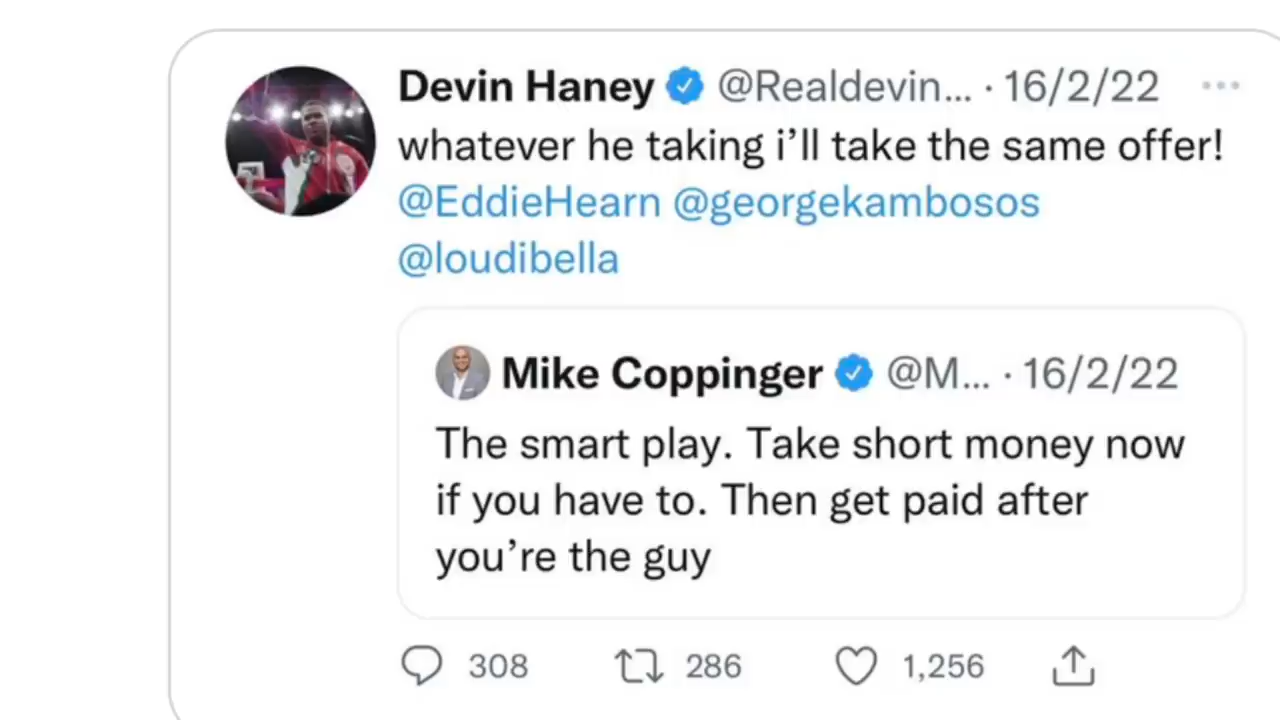 Devin Haney @Realdevin... · 16/2/22
whatever he taking i’ll take the same offer!
@EddieHearn @georgekambosos
@loudibella
Mike Coppinger @M... · 16/2/22
The smart play. Take short money now
if you have to. Then get paid after
you’re the guy
308 286 1,256